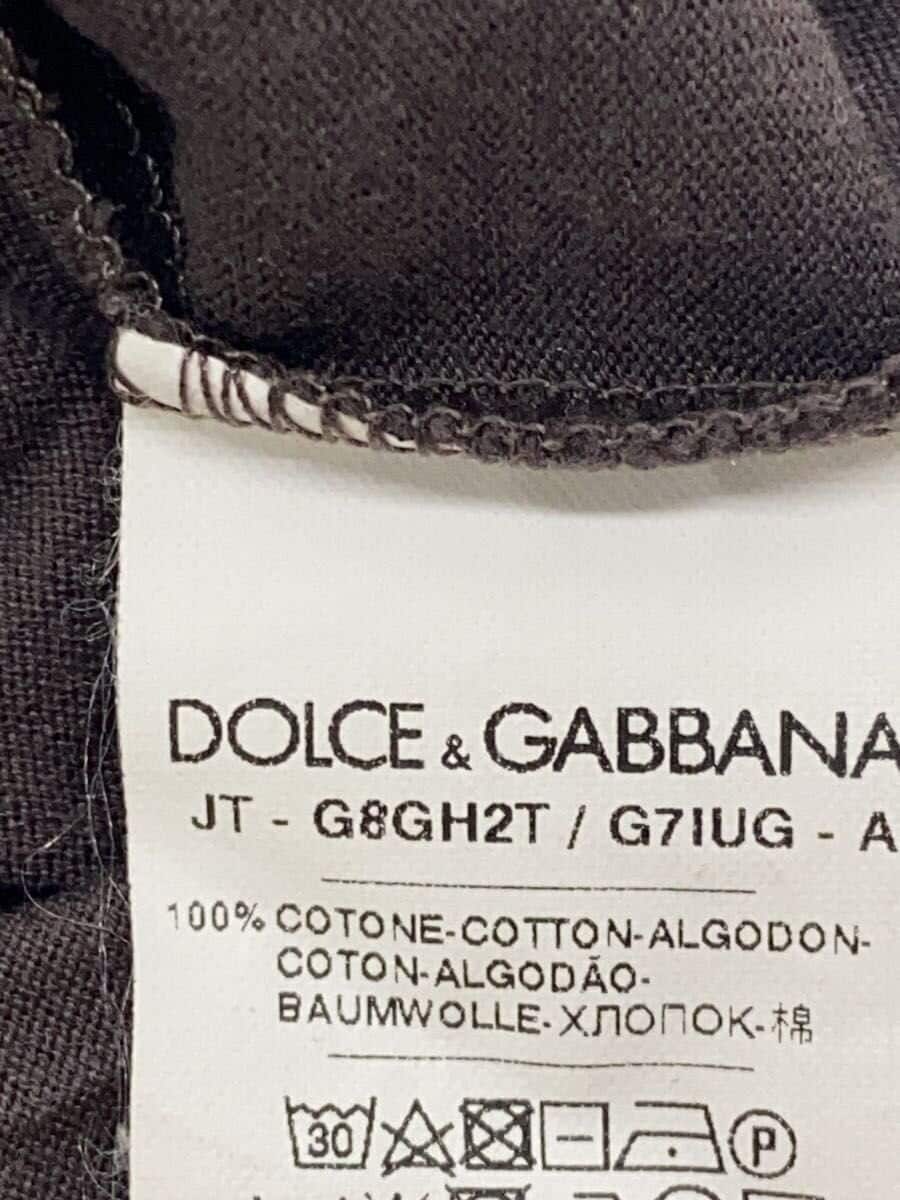 DOLCE & GABBANA
JT - G8GH2T / G7IUG - A
100% COTONE-COTTON-ALGODON-
COTON-ALGODÃO-
BAUMWOLLE-ХЛОПОК-棉
30
P